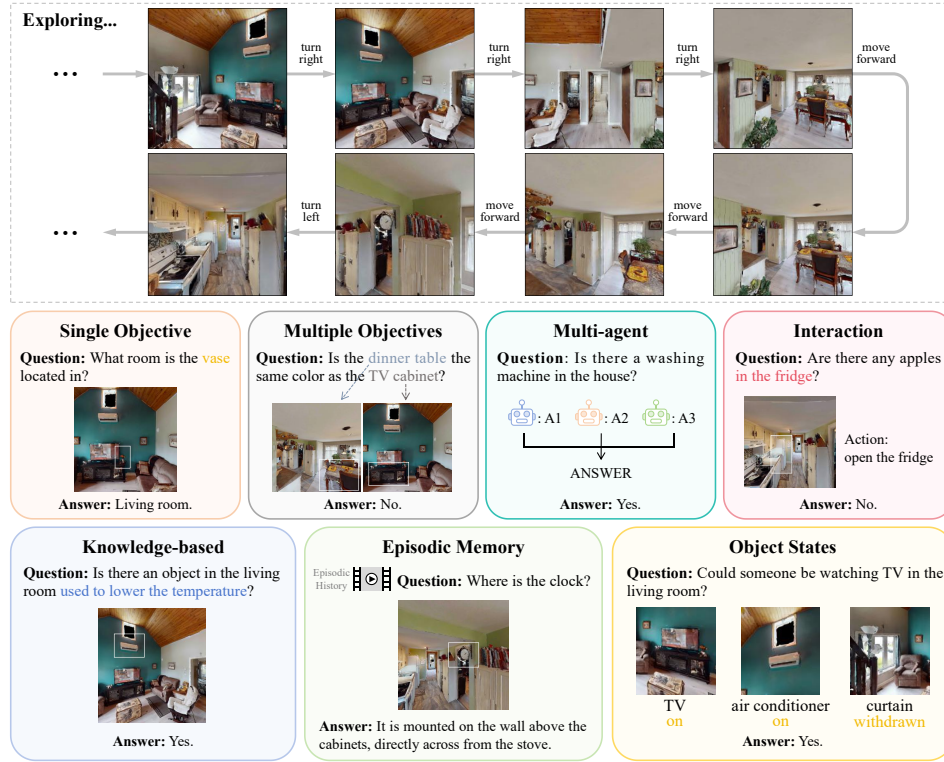 Exploring...
...
turn
right
turn
right
turn
right
move
forward
...
turn
left
move
forward
move
forward
Single Objective
Question: What room is the vase
located in?
Answer: Living room.
Multiple Objectives
Question: Is the dinner table the
same color as the TV cabinet?
Answer: No.
Multi-agent
Question: Is there a washing
machine in the house?
: A1
: A2
: A3
ANSWER
Answer: Yes.
Interaction
Question: Are there any apples
in the fridge?
Action:
open the fridge
Answer: No.
Knowledge-based
Question: Is there an object in the living
room used to lower the temperature?
Answer: Yes.
Episodic Memory
Episodic
History
Question: Where is the clock?
Answer: It is mounted on the wall above the
cabinets, directly across from the stove.
Object States
Question: Could someone be watching TV in the
living room?
TV
on
air conditioner
on
curtain
withdrawn
Answer: Yes.